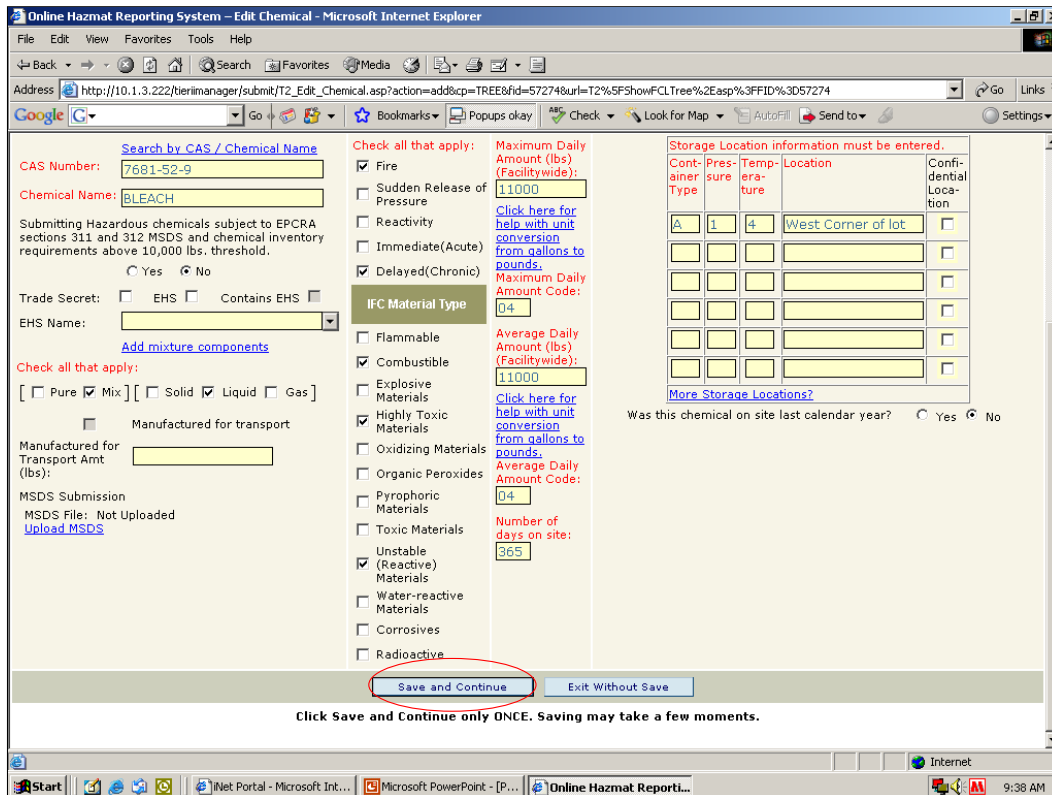 Online Hazmat Reporting System – Edit Chemical - Microsoft Internet Explorer
File Edit View Favorites Tools Help
Back Search Favorites Media
Address http://10.1.3.222/tieriimanager/submit/T2_Edit_Chemical.asp?action=add&cp=TREE&fid=57274&url=T2%5FShowFCLTree%2Easp%3FFID%3D57274 Go Links
Google G Go Bookmarks Popups okay Check Look for Map AutoFill Send to Settings
Search by CAS / Chemical Name
CAS Number: 7681-52-9
Chemical Name: BLEACH
Submitting Hazardous chemicals subject to EPCRA
sections 311 and 312 MSDS and chemical inventory
requirements above 10,000 lbs. threshold.
Yes No
Trade Secret: EHS Contains EHS
EHS Name:
Add mixture components
Check all that apply:
[ Pure Mix ] [ Solid Liquid Gas ]
Manufactured for transport
Manufactured for
Transport Amt
(lbs):
MSDS Submission
MSDS File: Not Uploaded
Upload MSDS
Check all that apply:
Fire
Sudden Release of
Pressure
Reactivity
Immediate(Acute)
Delayed(Chronic)
IFC Material Type
Flammable
Combustible
Explosive
Materials
Highly Toxic
Materials
Oxidizing Materials
Organic Peroxides
Pyrophoric
Materials
Toxic Materials
Unstable
(Reactive)
Materials
Water-reactive
Materials
Corrosives
Radioactive
Maximum Daily
Amount (lbs)
(Facilitywide):
11000
Click here for
help with unit
conversion
from gallons to
pounds.
Maximum Daily
Amount Code:
04
Average Daily
Amount (lbs)
(Facilitywide):
11000
Click here for
help with unit
conversion
from gallons to
pounds.
Average Daily
Amount Code:
04
Number of
days on site:
365
Storage Location information must be entered.
Cont-ainer Type Pres-sure Temp-era-ture Location Confi-dential Loca-tion
A 1 4 West Corner of lot
More Storage Locations?
Was this chemical on site last calendar year? Yes No
Save and Continue Exit Without Save
Click Save and Continue only ONCE. Saving may take a few moments.
Internet
Start iNet Portal - Microsoft Int... Microsoft PowerPoint - [P... Online Hazmat Reporti... 9:38 AM